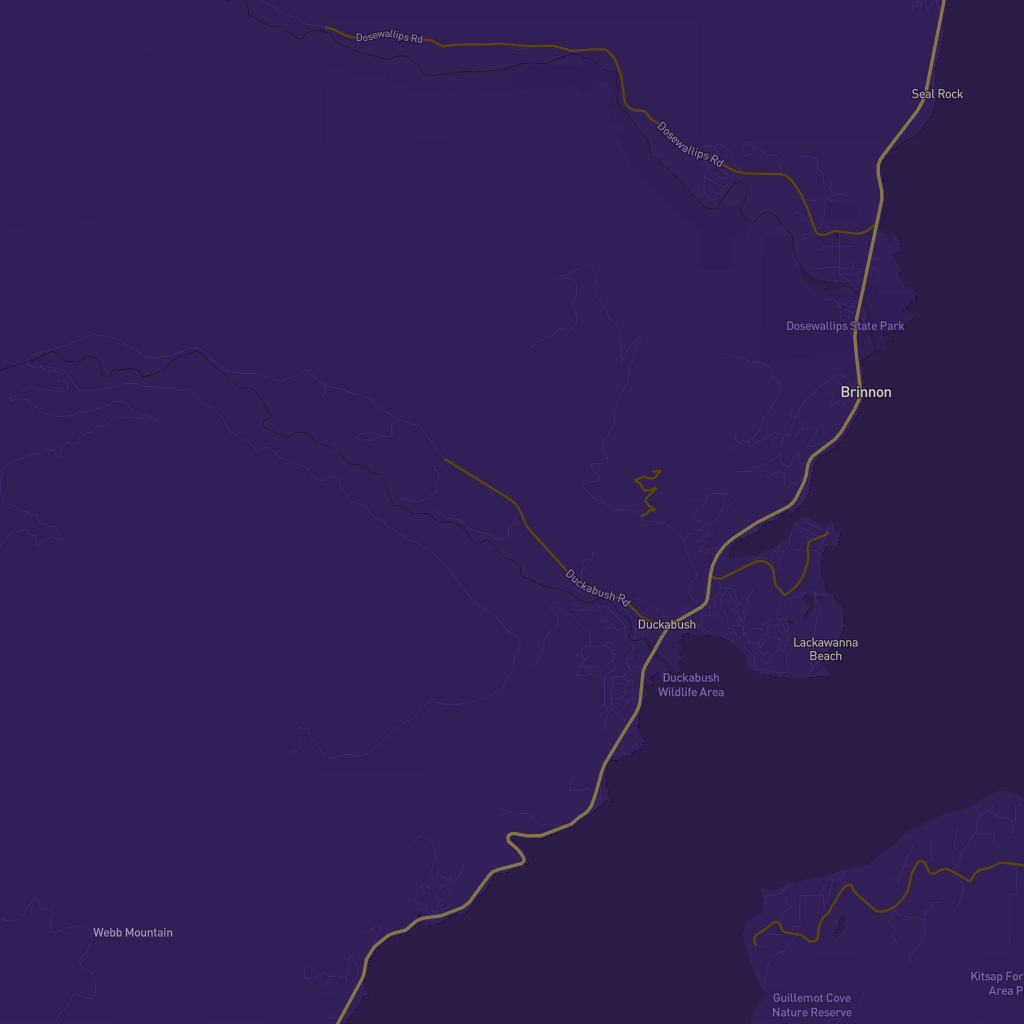 Dosewallips Rd
Seal Rock
Dosewallips Rd
Dosewallips State Park
Brinnon
Duckabush Rd
Duckabush
Lackawanna
Beach
Duckabush
Wildlife Area
Webb Mountain
Kitsap For
Area P
Guillemot Cove
Nature Reserve